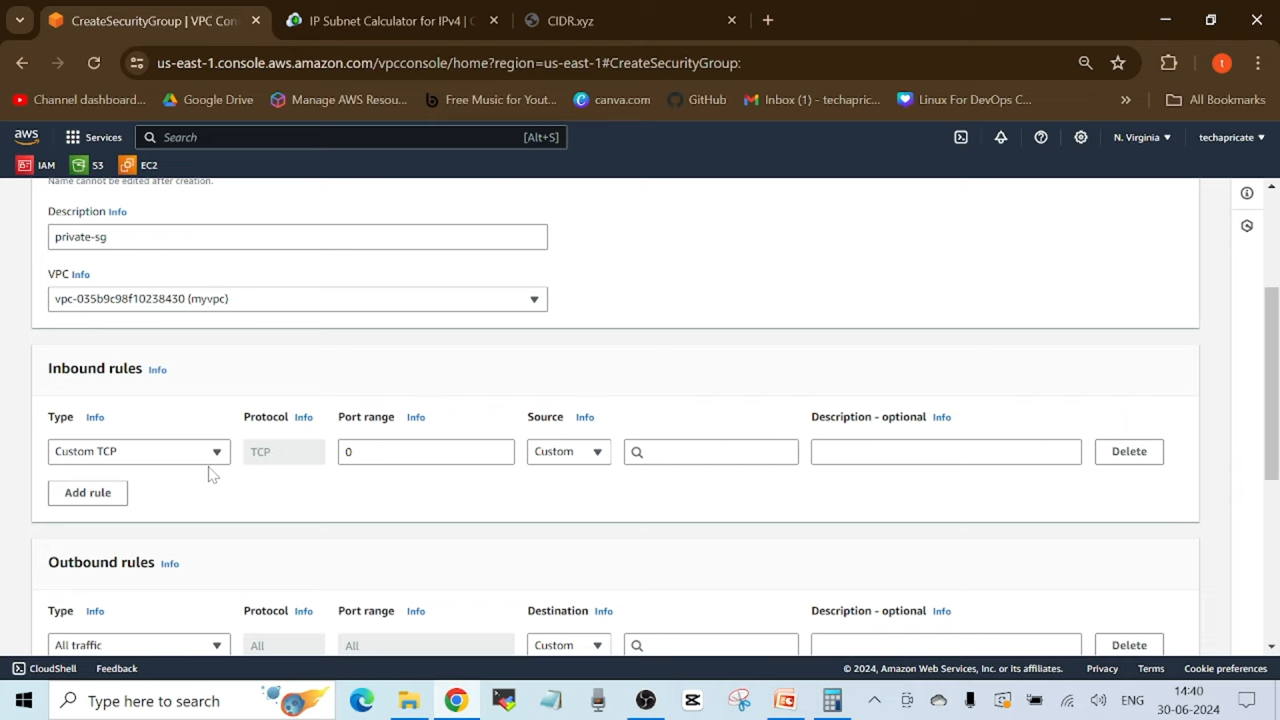 CreateSecurityGroup | VPC Con
IP Subnet Calculator for IPv4 | C
CIDR.xyz
us-east-1.console.aws.amazon.com/vpcconsole/home?region=us-east-1#CreateSecurityGroup:
t
Channel dashboard...
Google Drive
Manage AWS Resou...
Free Music for Yout...
canva.com
GitHub
Inbox (1) - techapric...
Linux For DevOps C...
»
All Bookmarks
aws
Services
Search
[Alt+S]
N. Virginia
techapricate
IAM
S3
EC2
Name cannot be edited after creation.
Description Info
private-sg
VPC Info
vpc-035b9c98f10238430 (myvpc)
Inbound rules Info
Type Info
Protocol Info
Port range Info
Source Info
Description - optional Info
Custom TCP
TCP
0
Custom
Delete
Add rule
Outbound rules Info
Type Info
Protocol Info
Port range Info
Destination Info
Description - optional Info
All traffic
All
All
Custom
Delete
CloudShell
Feedback
© 2024, Amazon Web Services, Inc. or its affiliates.
Privacy
Terms
Cookie preferences
Type here to search
ENG
14:40
30-06-2024